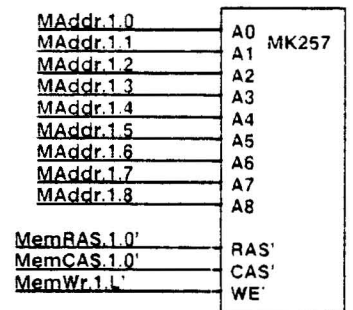 MAddr.1.0 A0 MK257
MAddr.1.1 A1
MAddr.1.2 A2
MAddr.1.3 A3
MAddr.1.4 A4
MAddr.1.5 A5
MAddr.1.6 A6
MAddr.1.7 A7
MAddr.1.8 A8
MemRAS.1.0' RAS'
MemCAS.1.0' CAS'
MemWr.1.L' WE'